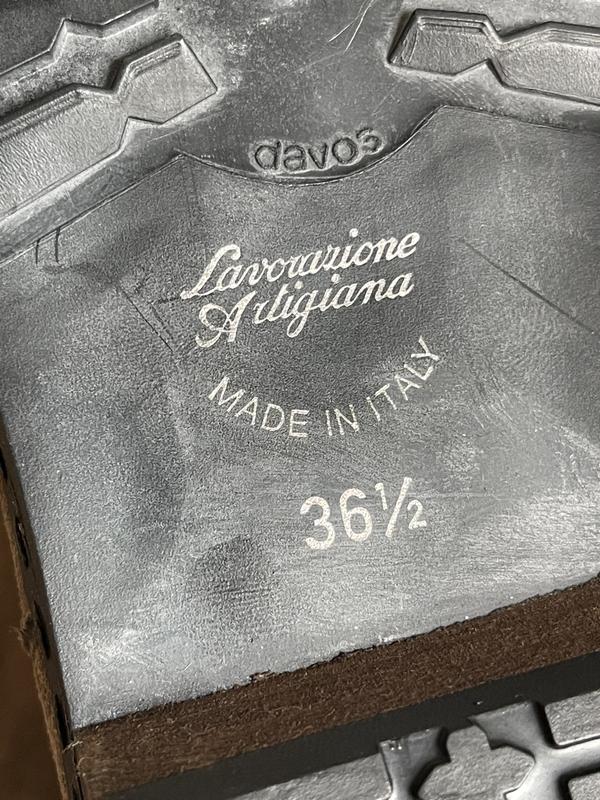 davos
Lavorazione
Artigiana
MADE IN ITALY
36½